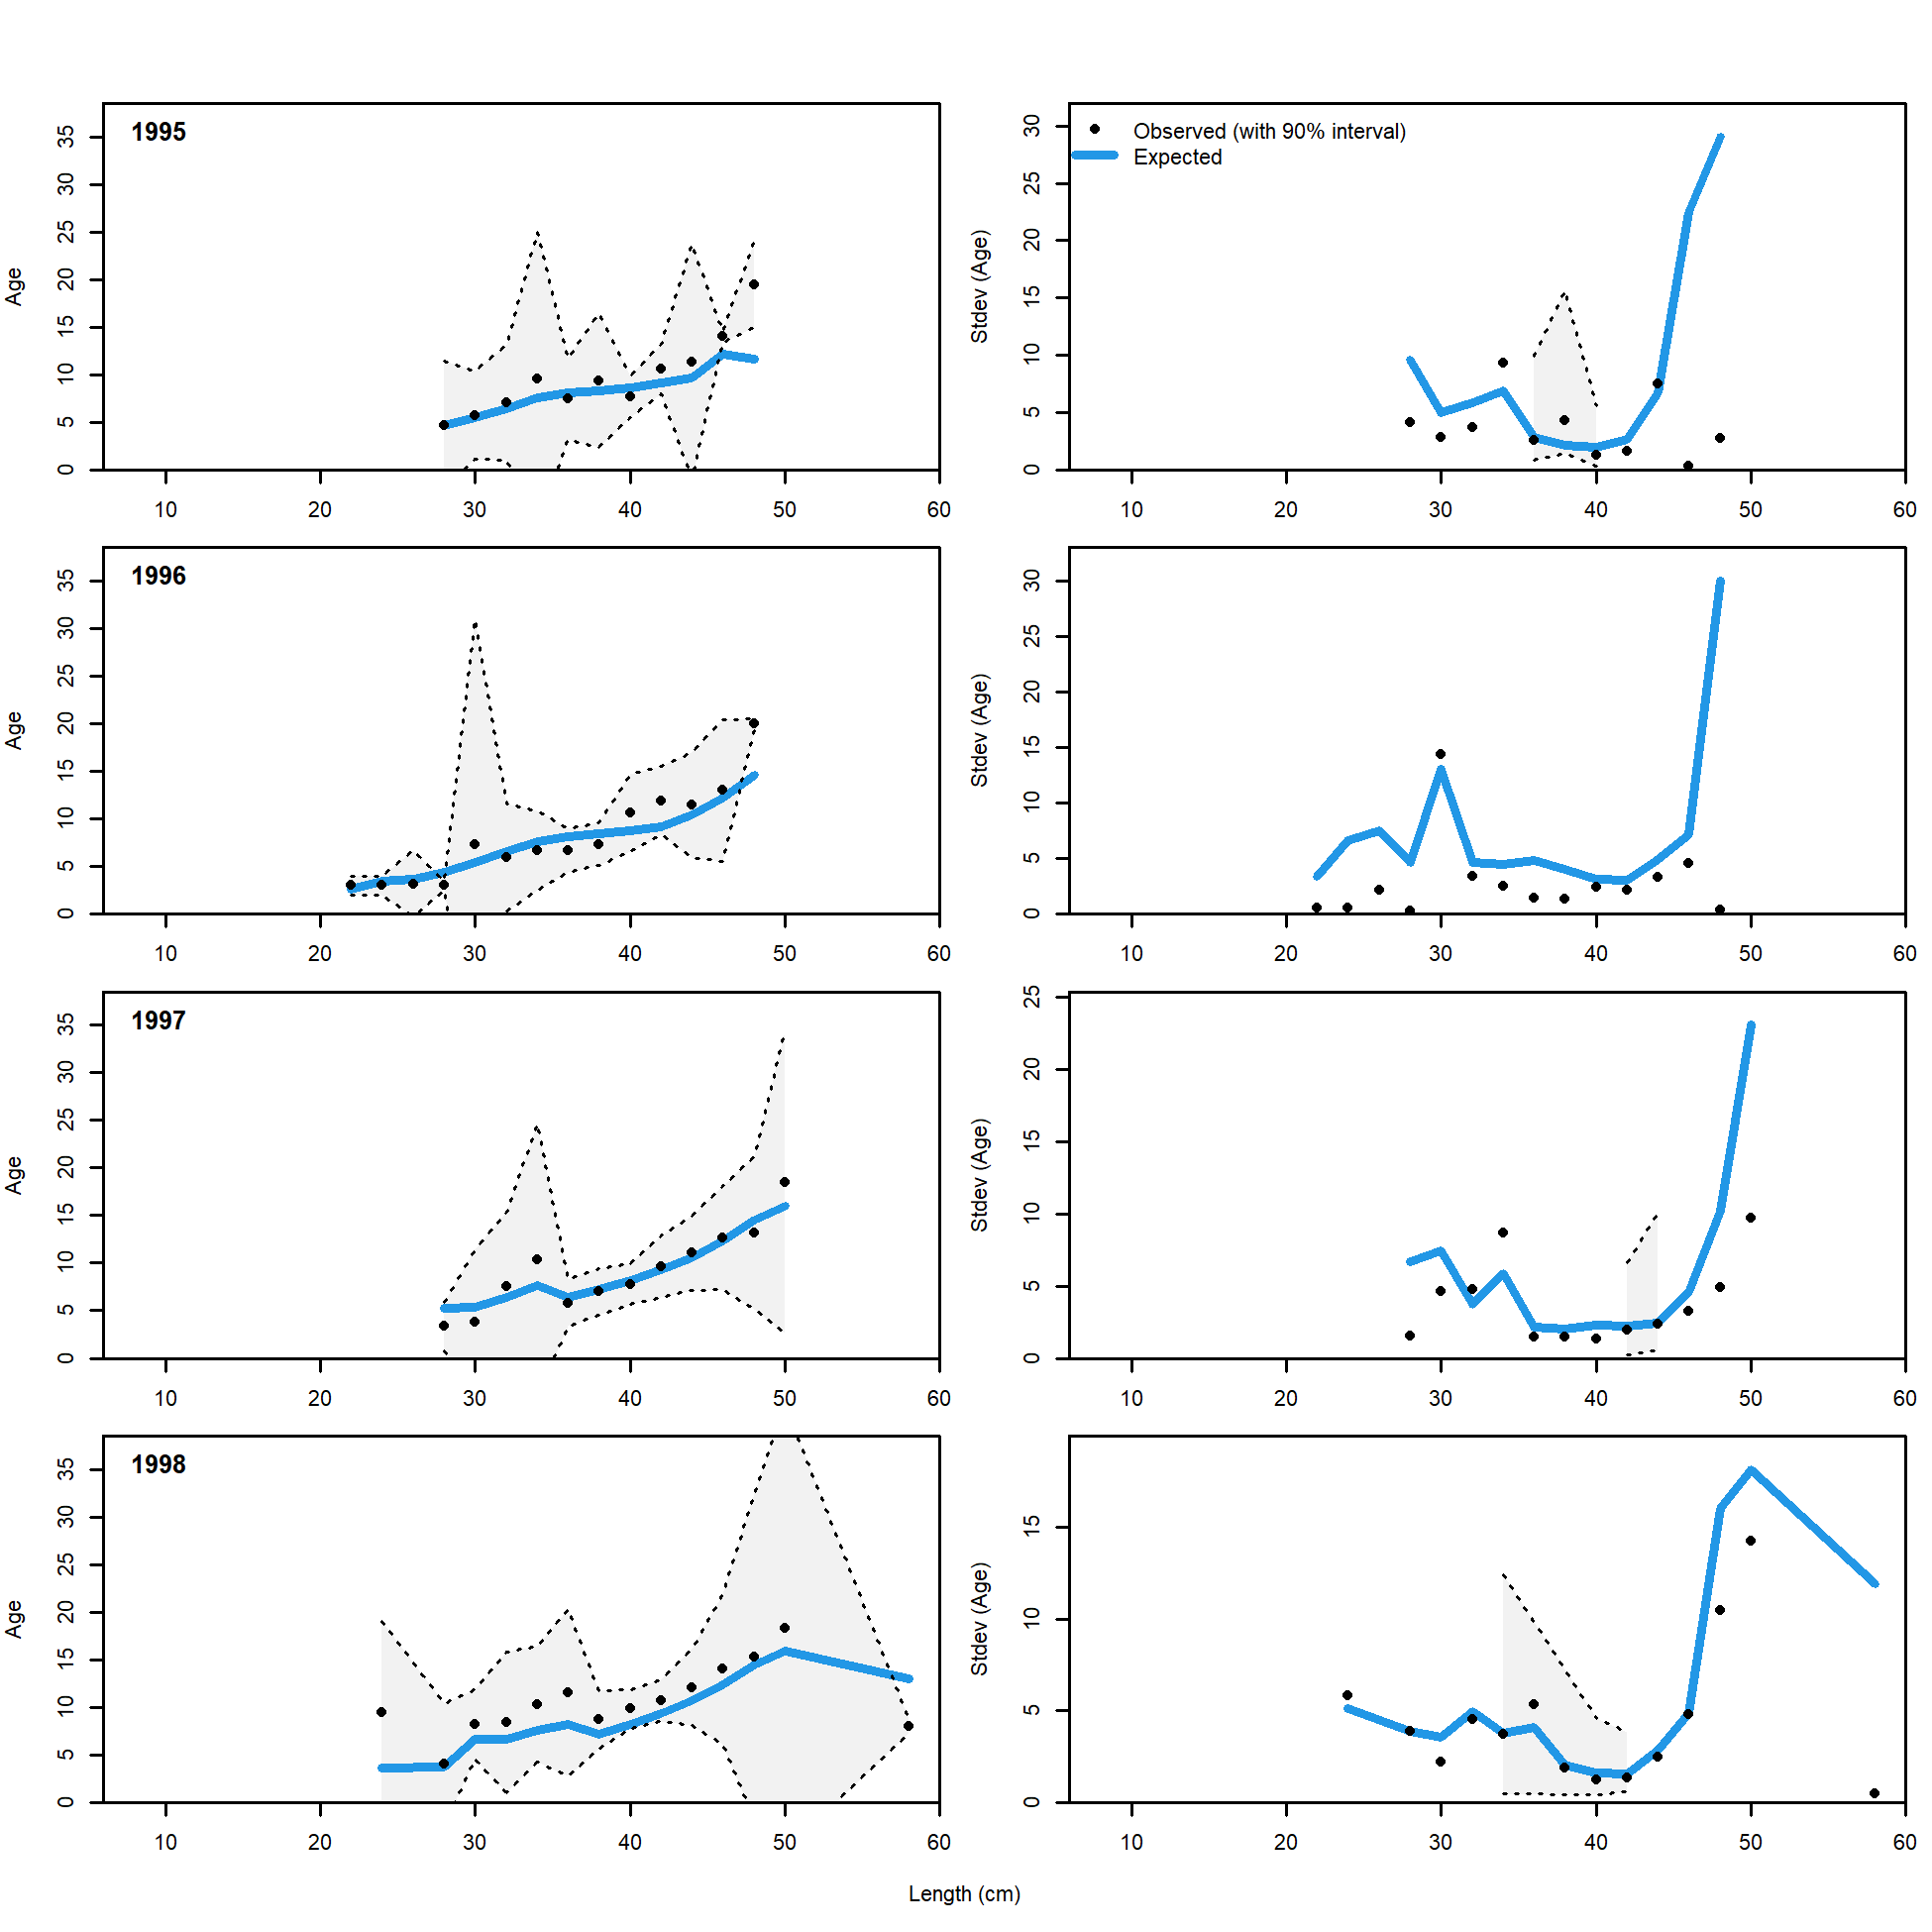 1995
Age
0 5 10 15 20 25 30 35
10 20 30 40 50 60
Observed (with 90% interval)
Expected
Stdev (Age)
0 5 10 15 20 25 30
10 20 30 40 50 60
1996
Age
0 5 10 15 20 25 30 35
10 20 30 40 50 60
Stdev (Age)
0 5 10 15 20 25 30
10 20 30 40 50 60
1997
Age
0 5 10 15 20 25 30 35
10 20 30 40 50 60
Stdev (Age)
0 5 10 15 20 25
10 20 30 40 50 60
1998
Age
0 5 10 15 20 25 30 35
10 20 30 40 50 60
Stdev (Age)
0 5 10 15
10 20 30 40 50 60
Length (cm)